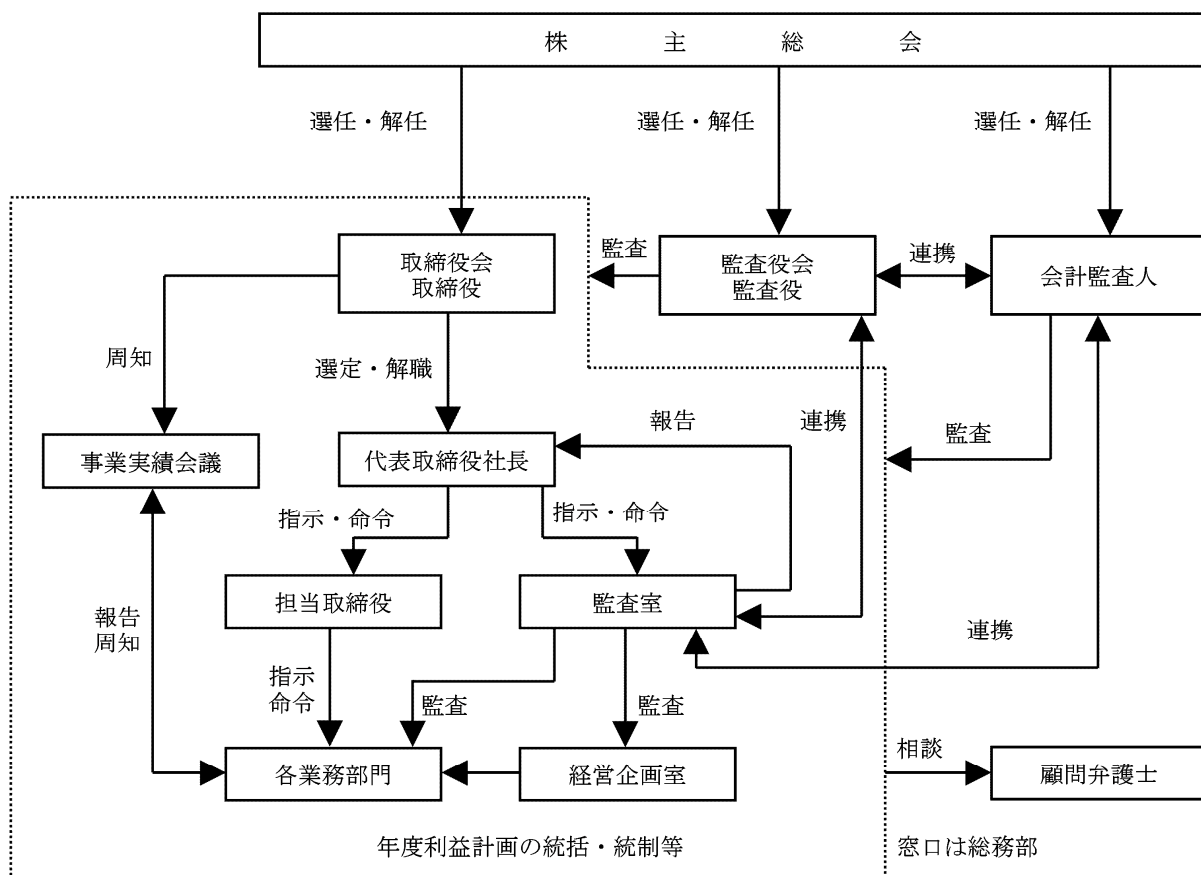 株主総会
選任・解任
選任・解任
選任・解任
取締役会
取締役
監査
監査役会
監査役
連携
会計監査人
周知
選定・解職
報告
連携
監査
事業実績会議
代表取締役社長
指示・命令
指示・命令
担当取締役
監査室
報告
周知
連携
指示
命令
監査
監査
相談
各業務部門
経営企画室
顧問弁護士
年度利益計画の統括・統制等
窓口は総務部